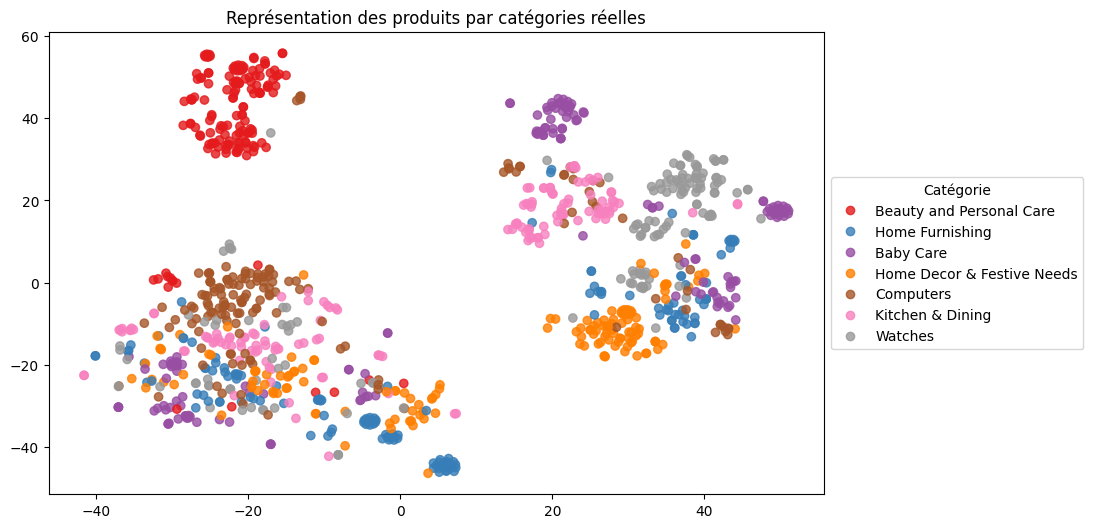 Représentation des produits par catégories réelles
60
40
20
0
−20
−40
−40
−20
0
20
40
Catégorie
Beauty and Personal Care
Home Furnishing
Baby Care
Home Decor & Festive Needs
Computers
Kitchen & Dining
Watches